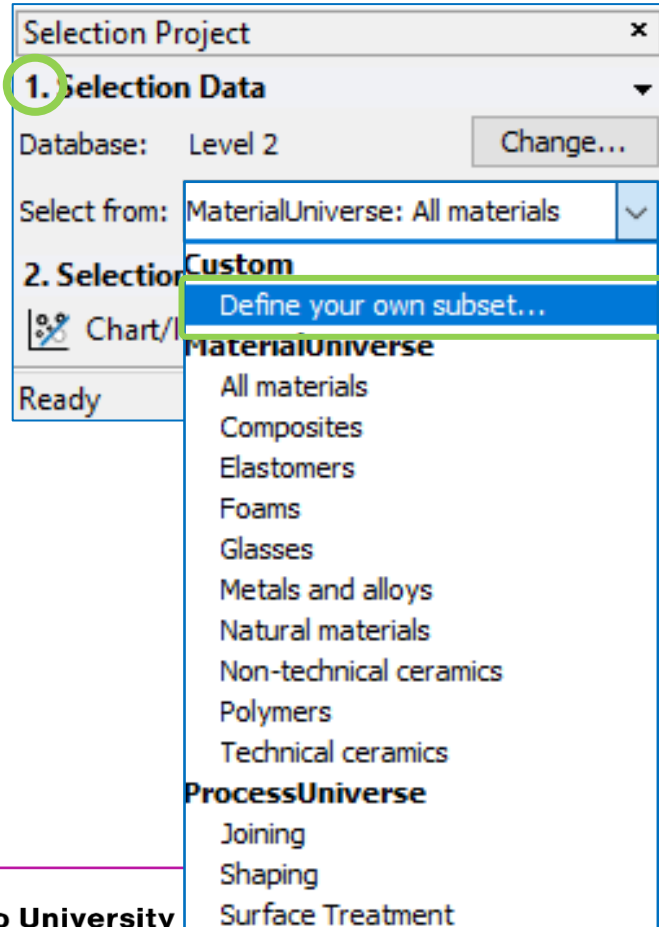 Selection Project
1. Selection Data
Database: Level 2 Change...
Select from: MaterialUniverse: All materials
Custom
2. Selection
Define your own subset...
Chart/
MaterialUniverse
All materials
Ready
Composites
Elastomers
Foams
Glasses
Metals and alloys
Natural materials
Non-technical ceramics
Polymers
Technical ceramics
ProcessUniverse
Joining
Shaping
Surface Treatment
University